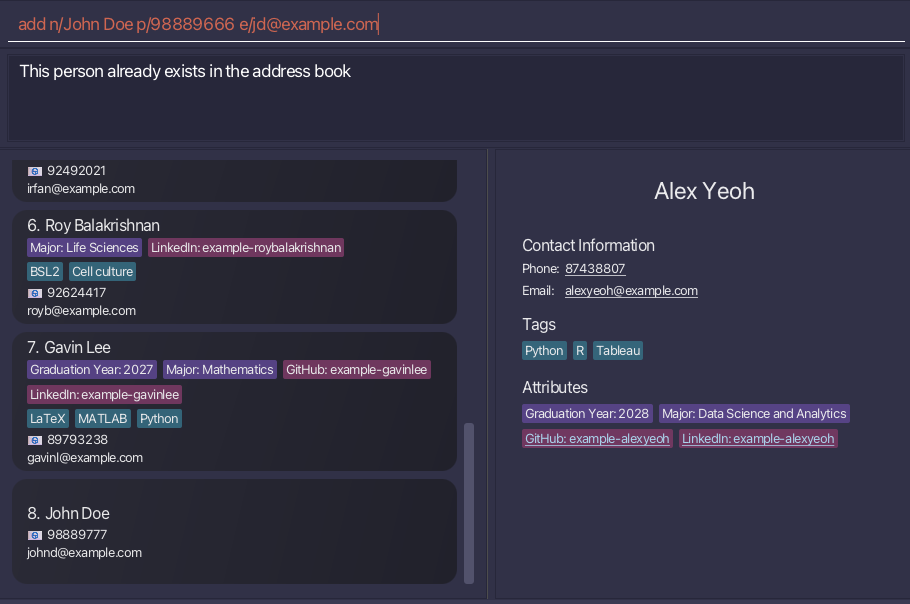 add n/John Doe p/98889666 e/jd@example.com
This person already exists in the address book
92492021
irfan@example.com
6. Roy Balakrishnan
Major: Life Sciences LinkedIn: example-roybalakrishnan
BSL2 Cell culture
92624417
royb@example.com
7. Gavin Lee
Graduation Year: 2027 Major: Mathematics GitHub: example-gavinlee
LinkedIn: example-gavinlee
LaTeX MATLAB Python
89793238
gavinl@example.com
8. John Doe
98889777
johnd@example.com
Alex Yeoh
Contact Information
Phone: 87438807
Email: alexyeoh@example.com
Tags
Python R Tableau
Attributes
Graduation Year: 2028 Major: Data Science and Analytics
GitHub: example-alexyeoh LinkedIn: example-alexyeoh